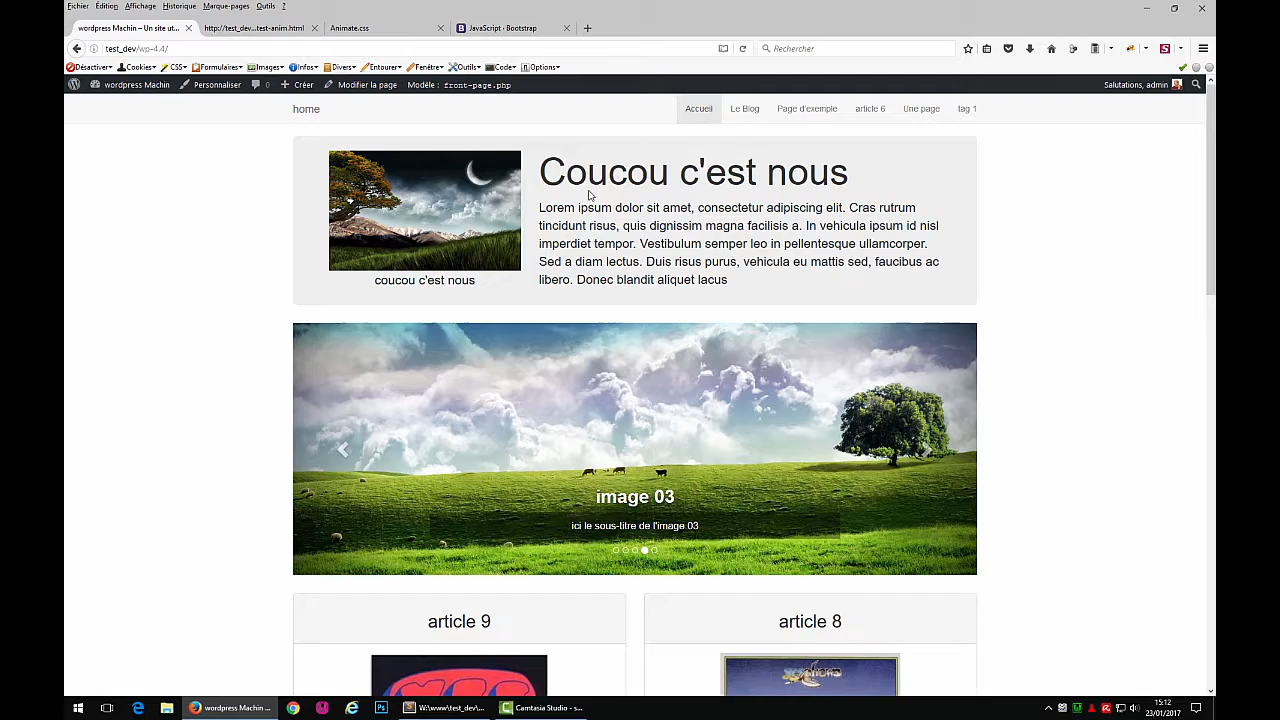 Fichier Édition Affichage Historique Marque-pages Outils ?
wordpress Machin – Un site ut... http://test_dev...test-anim.html Animate.css JavaScript · Bootstrap
test_dev/wp-4.4/ Rechercher
Désactiver Cookies CSS Formulaires Images Infos Divers Entourer Fenêtre Outils Code Options
wordpress Machin Personnaliser 0 Créer Modifier la page Modèle : front-page.php Salutations, admin
home Accueil Le Blog Page d'exemple article 6 Une page tag 1
Coucou c'est nous
Lorem ipsum dolor sit amet, consectetur adipiscing elit. Cras rutrum
tincidunt risus, quis dignissim magna facilisis a. In vehicula ipsum id nisl
imperdiet tempor. Vestibulum semper leo in pellentesque ullamcorper.
Sed a diam lectus. Duis risus purus, vehicula eu mattis sed, faucibus ac
libero. Donec blandit aliquet lacus
coucou c'est nous
image 03
ici le sous-titre de l'image 03
article 9 article 8
wordpress Machin ... W:\www\test_dev\... Camtasia Studio - s...
15:12
23/01/2017